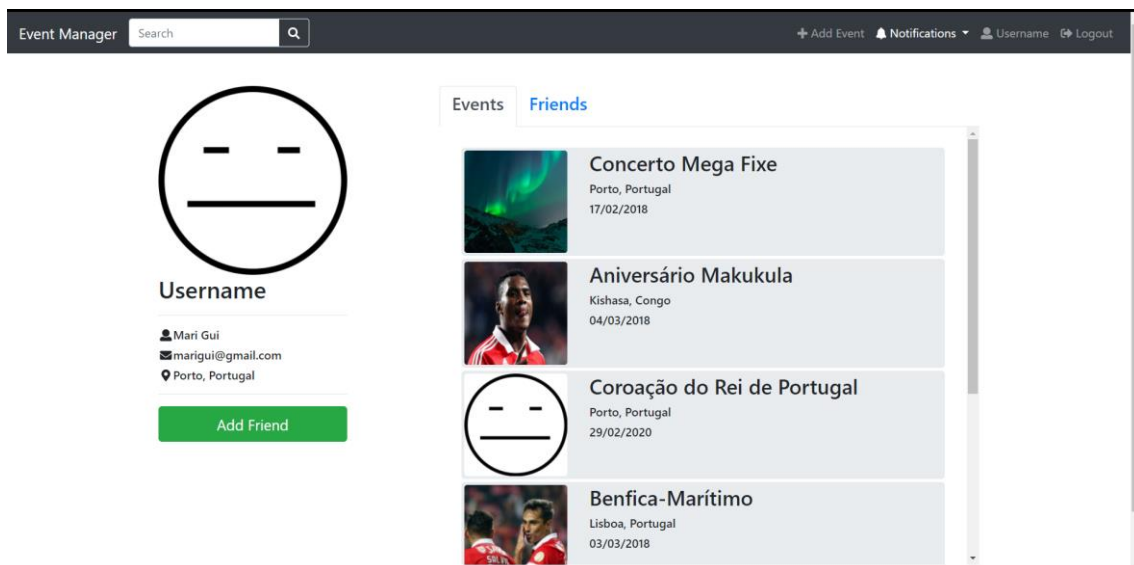 Event Manager
Search
Add Event
Notifications
Username
Logout
Username
Mari Gui
marigui@gmail.com
Porto, Portugal
Add Friend
Events
Friends
Concerto Mega Fixe
Porto, Portugal
17/02/2018
Aniversário Makukula
Kishasa, Congo
04/03/2018
Coroação do Rei de Portugal
Porto, Portugal
29/02/2020
Benfica-Marítimo
Lisboa, Portugal
03/03/2018